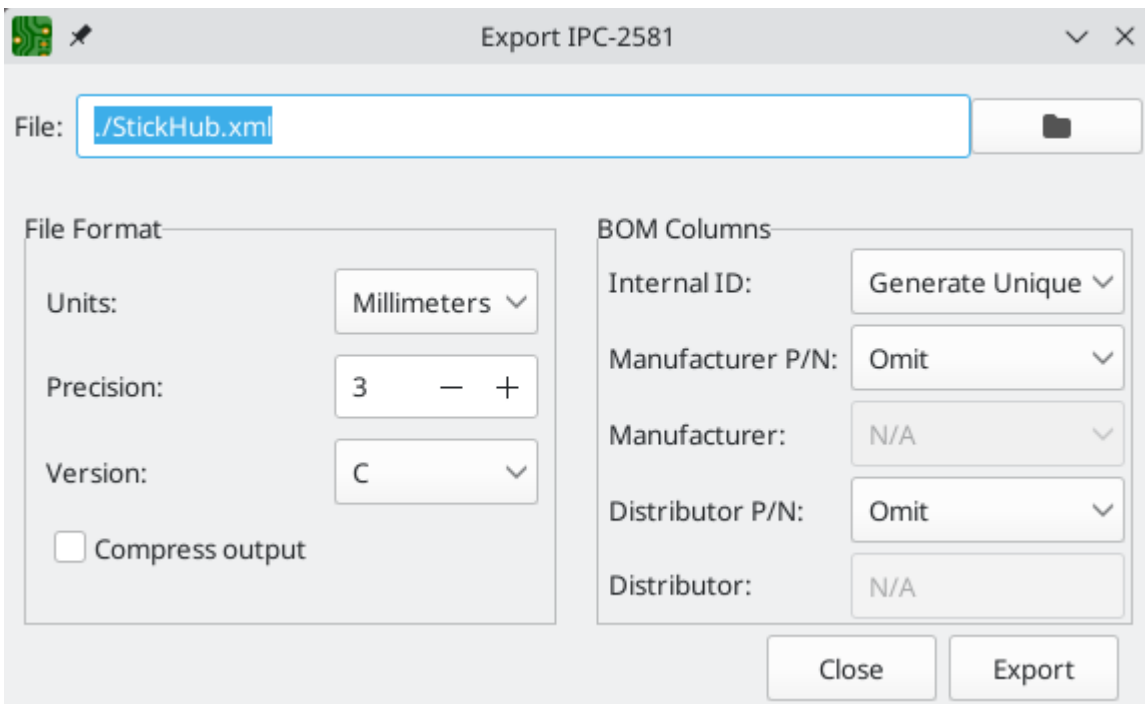 Export IPC-2581
File: ./StickHub.xml
File Format
Units: Millimeters
Precision: 3 — +
Version: C
Compress output
BOM Columns
Internal ID: Generate Unique
Manufacturer P/N: Omit
Manufacturer: N/A
Distributor P/N: Omit
Distributor: N/A
Close Export